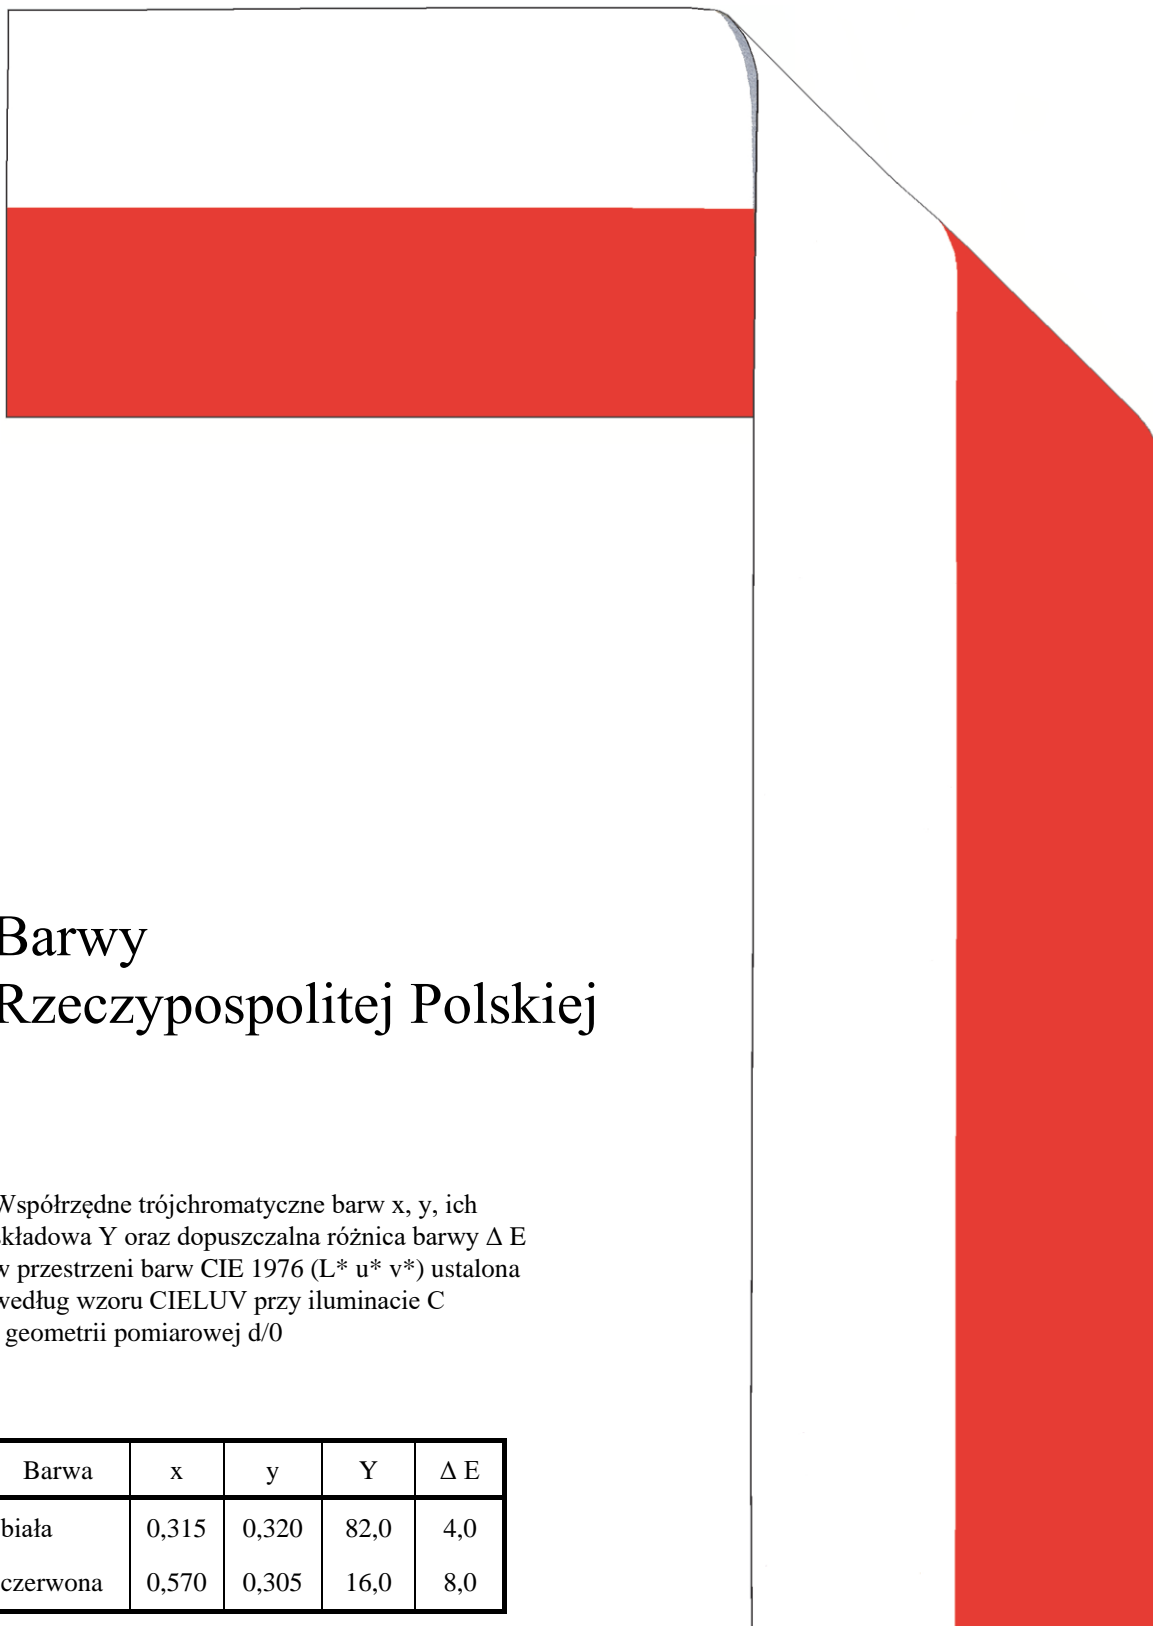 Barwy
Rzeczypospolitej Polskiej
Współrzędne trójchromatyczne barw x, y, ich
składowa Y oraz dopuszczalna różnica barwy Δ E
w przestrzeni barw CIE 1976 (L* u* v*) ustalona
według wzoru CIELUV przy iluminacie C
geometrii pomiarowej d/0
Barwa x y Y Δ E
biała 0,315 0,320 82,0 4,0
czerwona 0,570 0,305 16,0 8,0